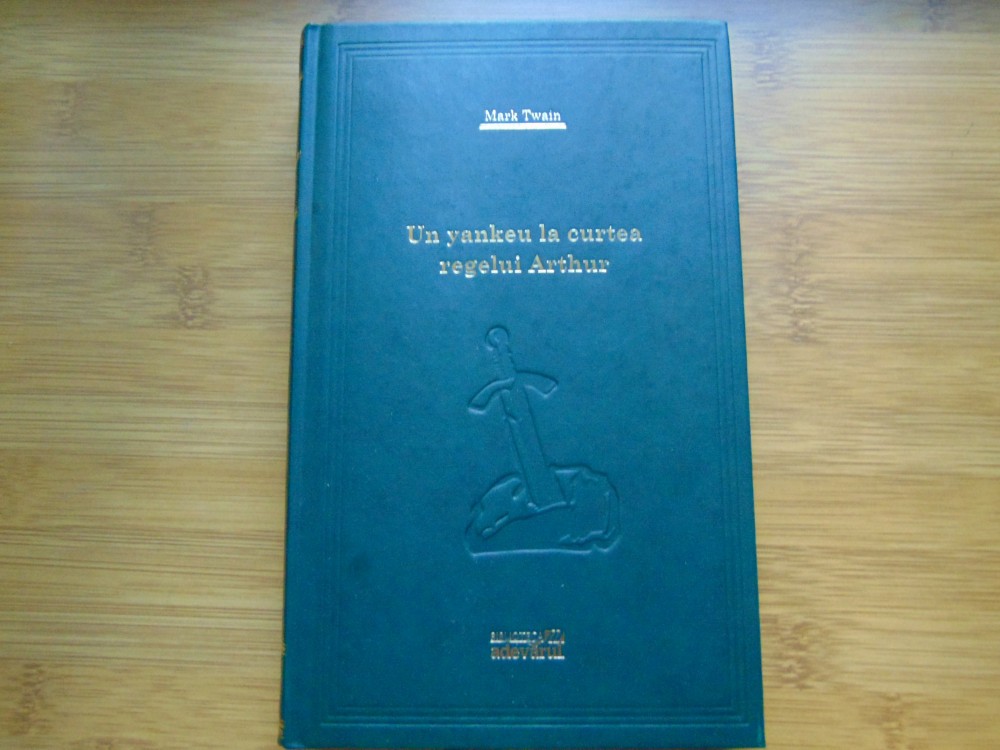 Mark Twain
Un yankeu la curtea
regelui Arthur
adevărul